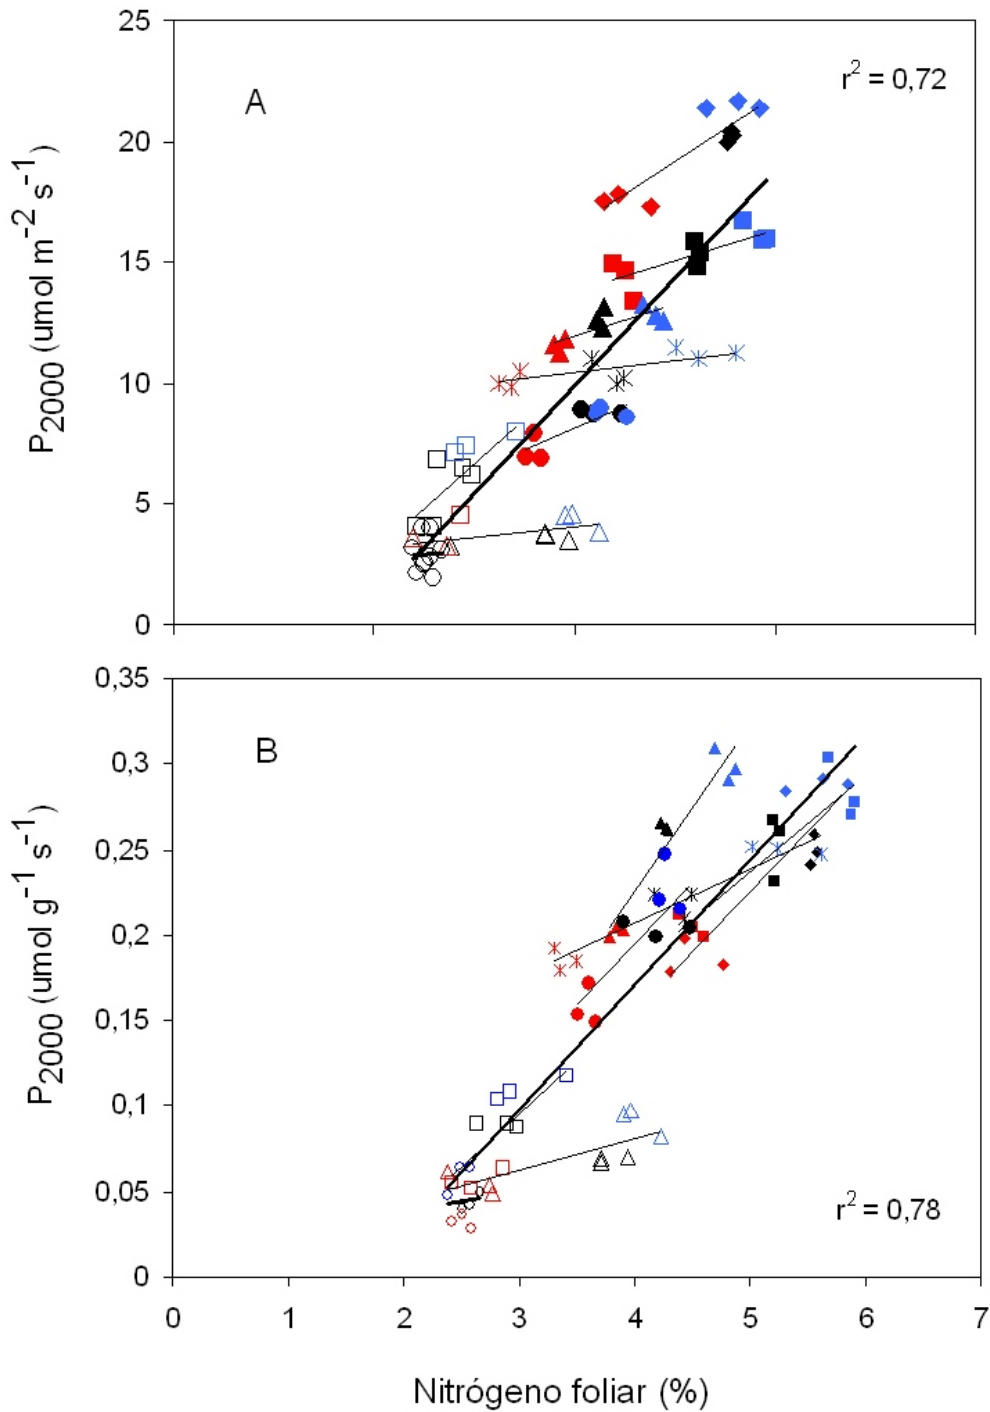 25
20
15
10
5
0
P2000 (umol m-2 s-1)
A
r2 = 0,72
0,35
0,3
0,25
0,2
0,15
0,1
0,05
0
P2000 (umol g-1 s-1)
B
r2 = 0,78
0 1 2 3 4 5 6 7
Nitrógeno foliar (%)